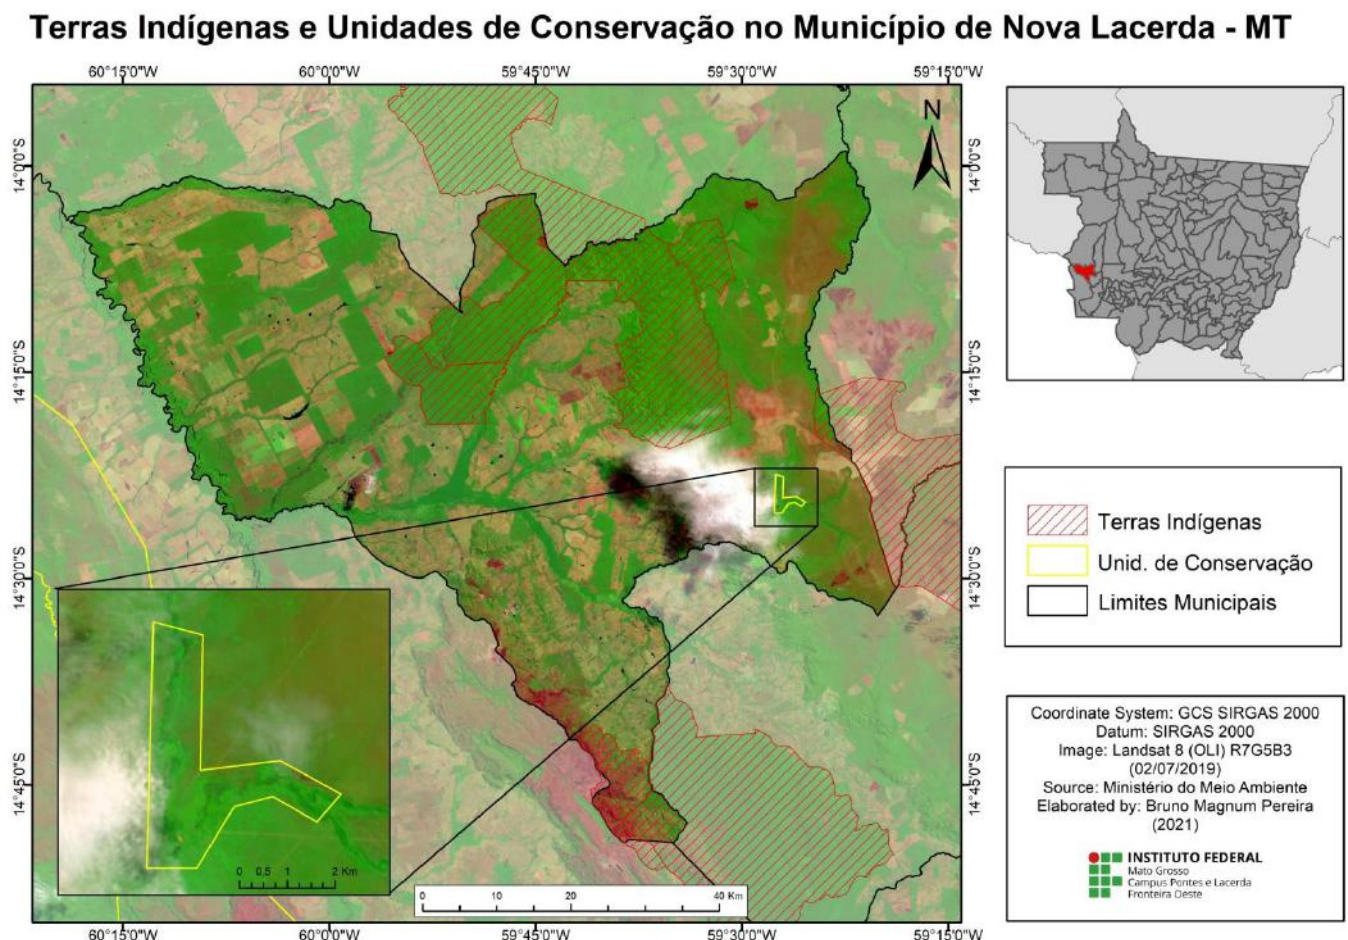 Terras Indígenas e Unidades de Conservação no Município de Nova Lacerda - MT
60°15'0"W
60°0'0"W
59°45'0"W
59°30'0"W
59°15'0"W
14°0'0"S
14°15'0"S
14°30'0"S
14°45'0"S
N
14°0'0"S
14°15'0"S
14°30'0"S
14°45'0"S
0 0,5 1 2 Km
0 10 20 40 Km
60°15'0"W
60°0'0"W
59°45'0"W
59°30'0"W
59°15'0"W
Terras Indígenas
Unid. de Conservação
Limites Municipais
Coordinate System: GCS SIRGAS 2000
Datum: SIRGAS 2000
Image: Landsat 8 (OLI) R7G5B3
(02/07/2019)
Source: Ministério do Meio Ambiente
Elaborated by: Bruno Magnum Pereira
(2021)
INSTITUTO FEDERAL
Mato Grosso
Campus Pontes e Lacerda
Fronteira Oeste